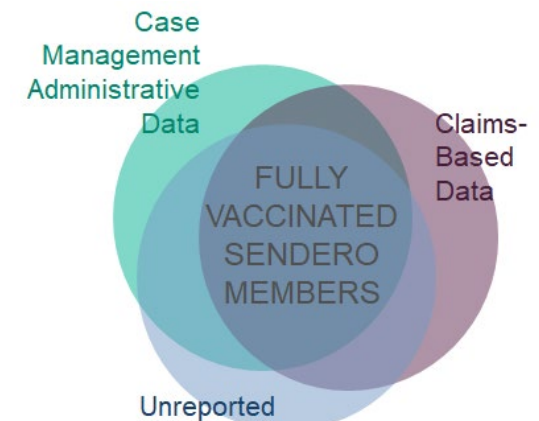 Case
Management
Administrative
Data
Claims-
Based
Data
FULLY
VACCINATED
SENDERO
MEMBERS
Unreported